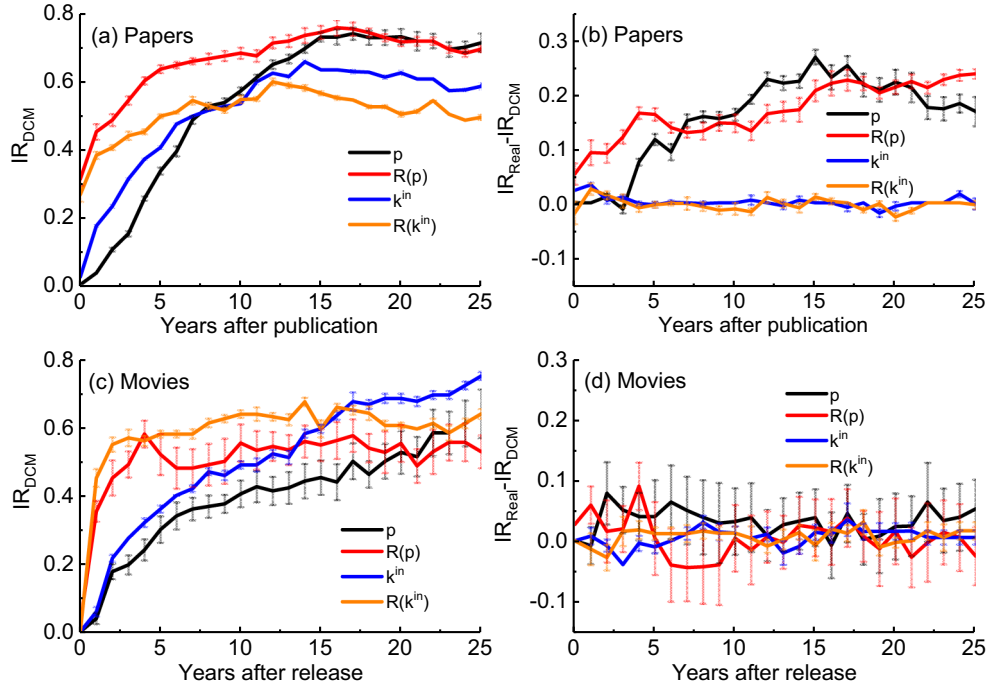 (a) Papers
IR_DCM
0.8
0.6
0.4
0.2
0.0
p
R(p)
k^in
R(k^in)
0 5 10 15 20 25
Years after publication
(b) Papers
IR_Real-IR_DCM
0.3
0.2
0.1
0.0
-0.1
p
R(p)
k^in
R(k^in)
0 5 10 15 20 25
Years after publication
(c) Movies
IR_DCM
0.8
0.6
0.4
0.2
0.0
p
R(p)
k^in
R(k^in)
0 5 10 15 20 25
Years after release
(d) Movies
IR_Real-IR_DCM
0.3
0.2
0.1
0.0
-0.1
p
R(p)
k^in
R(k^in)
0 5 10 15 20 25
Years after release